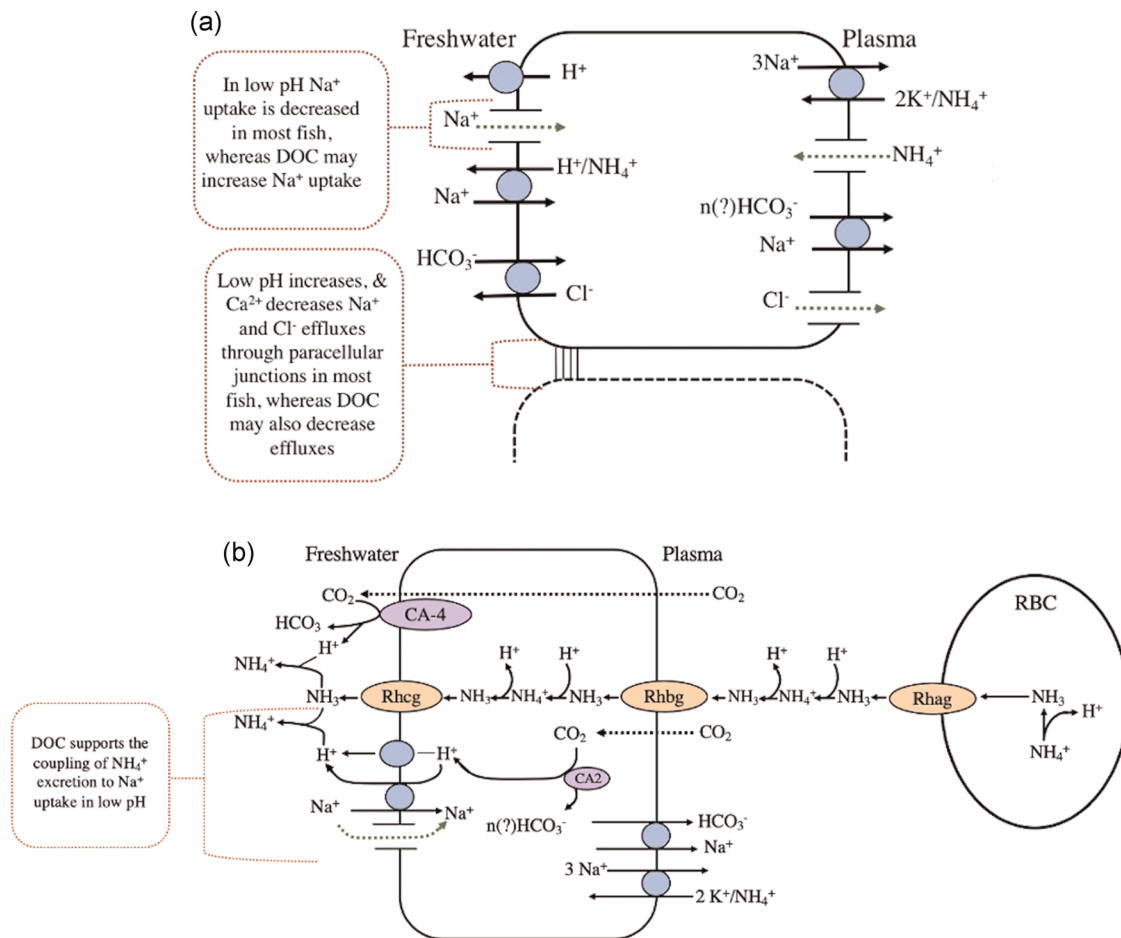 (a)
Freshwater
Plasma
In low pH Na⁺
uptake is decreased
in most fish,
whereas DOC may
increase Na⁺ uptake
H⁺
3Na⁺
2K⁺/NH₄⁺
Na⁺
NH₄⁺
H⁺/NH₄⁺
Na⁺
n(?)HCO₃⁻
Na⁺
HCO₃⁻
Cl⁻
Cl⁻
Low pH increases, &
Ca²⁺ decreases Na⁺
and Cl⁻ effluxes
through paracellular
junctions in most
fish, whereas DOC
may also decrease
effluxes
(b)
Freshwater
Plasma
RBC
CO₂
CO₂
CA-4
HCO₃
H⁺
NH₄⁺
NH₃
Rhcg
NH₃
H⁺
NH₄⁺
H⁺
NH₃
Rhbg
NH₃
H⁺
NH₄⁺
H⁺
NH₃
Rhag
NH₃
H⁺
NH₄⁺
NH₄⁺
DOC supports the
coupling of NH₄⁺
excretion to Na⁺
uptake in low pH
H⁺
H⁺
CO₂
CO₂
CA2
Na⁺
Na⁺
n(?)HCO₃⁻
HCO₃⁻
Na⁺
3 Na⁺
2 K⁺/NH₄⁺